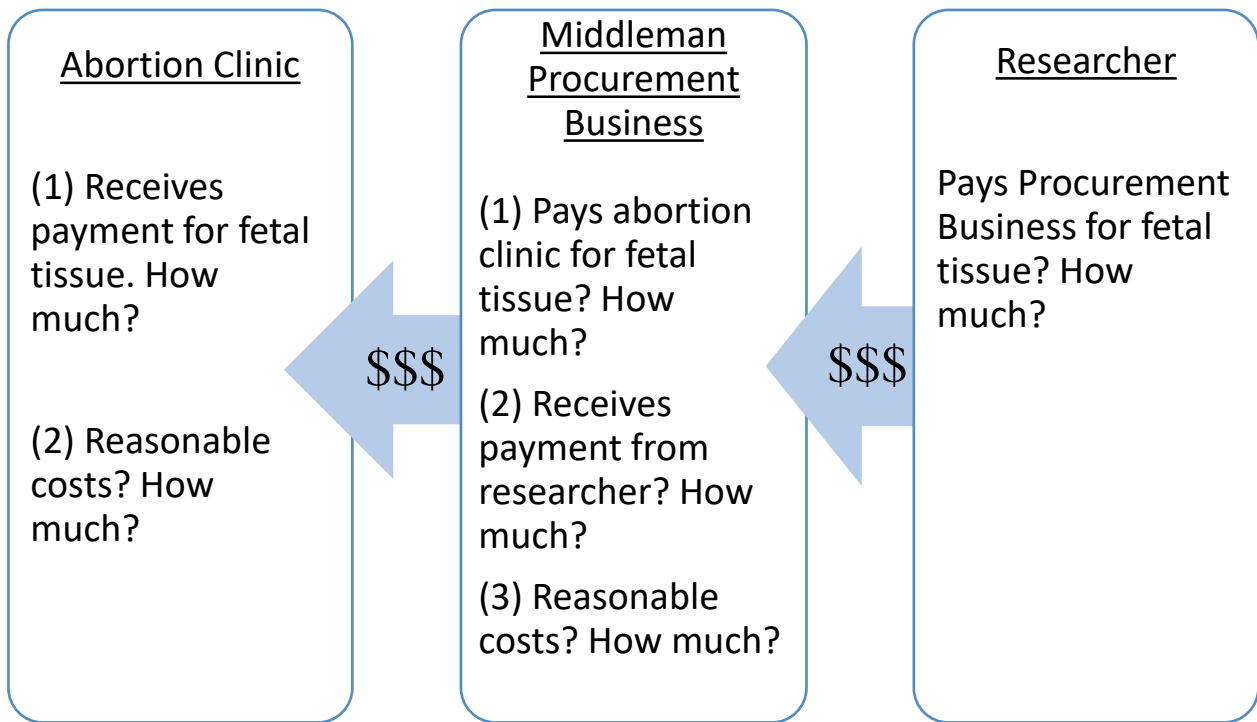 Abortion Clinic
(1) Receives
payment for fetal
tissue. How
much?
(2) Reasonable
costs? How
much?
$$$
Middleman
Procurement
Business
(1) Pays abortion
clinic for fetal
tissue? How
much?
(2) Receives
payment from
researcher? How
much?
(3) Reasonable
costs? How much?
$$$
Researcher
Pays Procurement
Business for fetal
tissue? How
much?